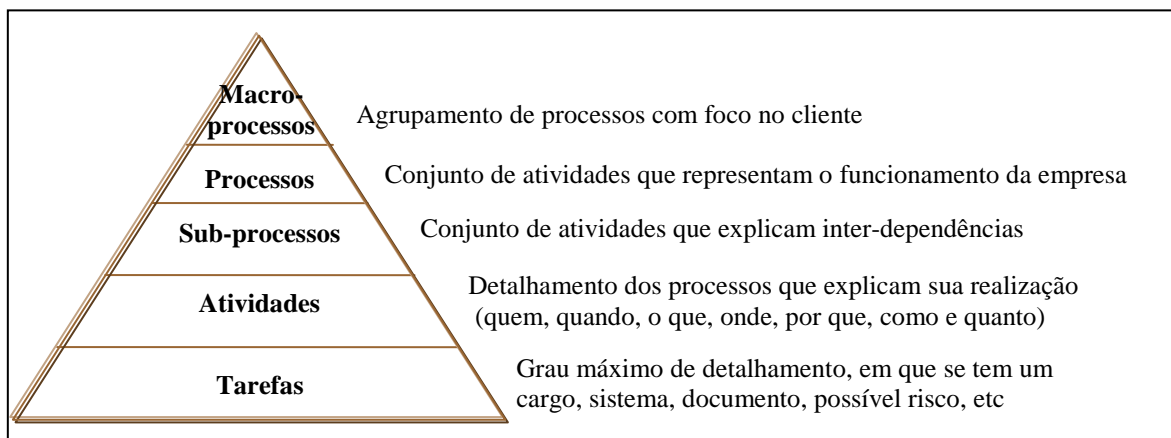 Macro-
processos
Agrupamento de processos com foco no cliente
Processos
Conjunto de atividades que representam o funcionamento da empresa
Sub-processos
Conjunto de atividades que explicam inter-dependências
Atividades
Detalhamento dos processos que explicam sua realização
(quem, quando, o que, onde, por que, como e quanto)
Tarefas
Grau máximo de detalhamento, em que se tem um
cargo, sistema, documento, possível risco, etc